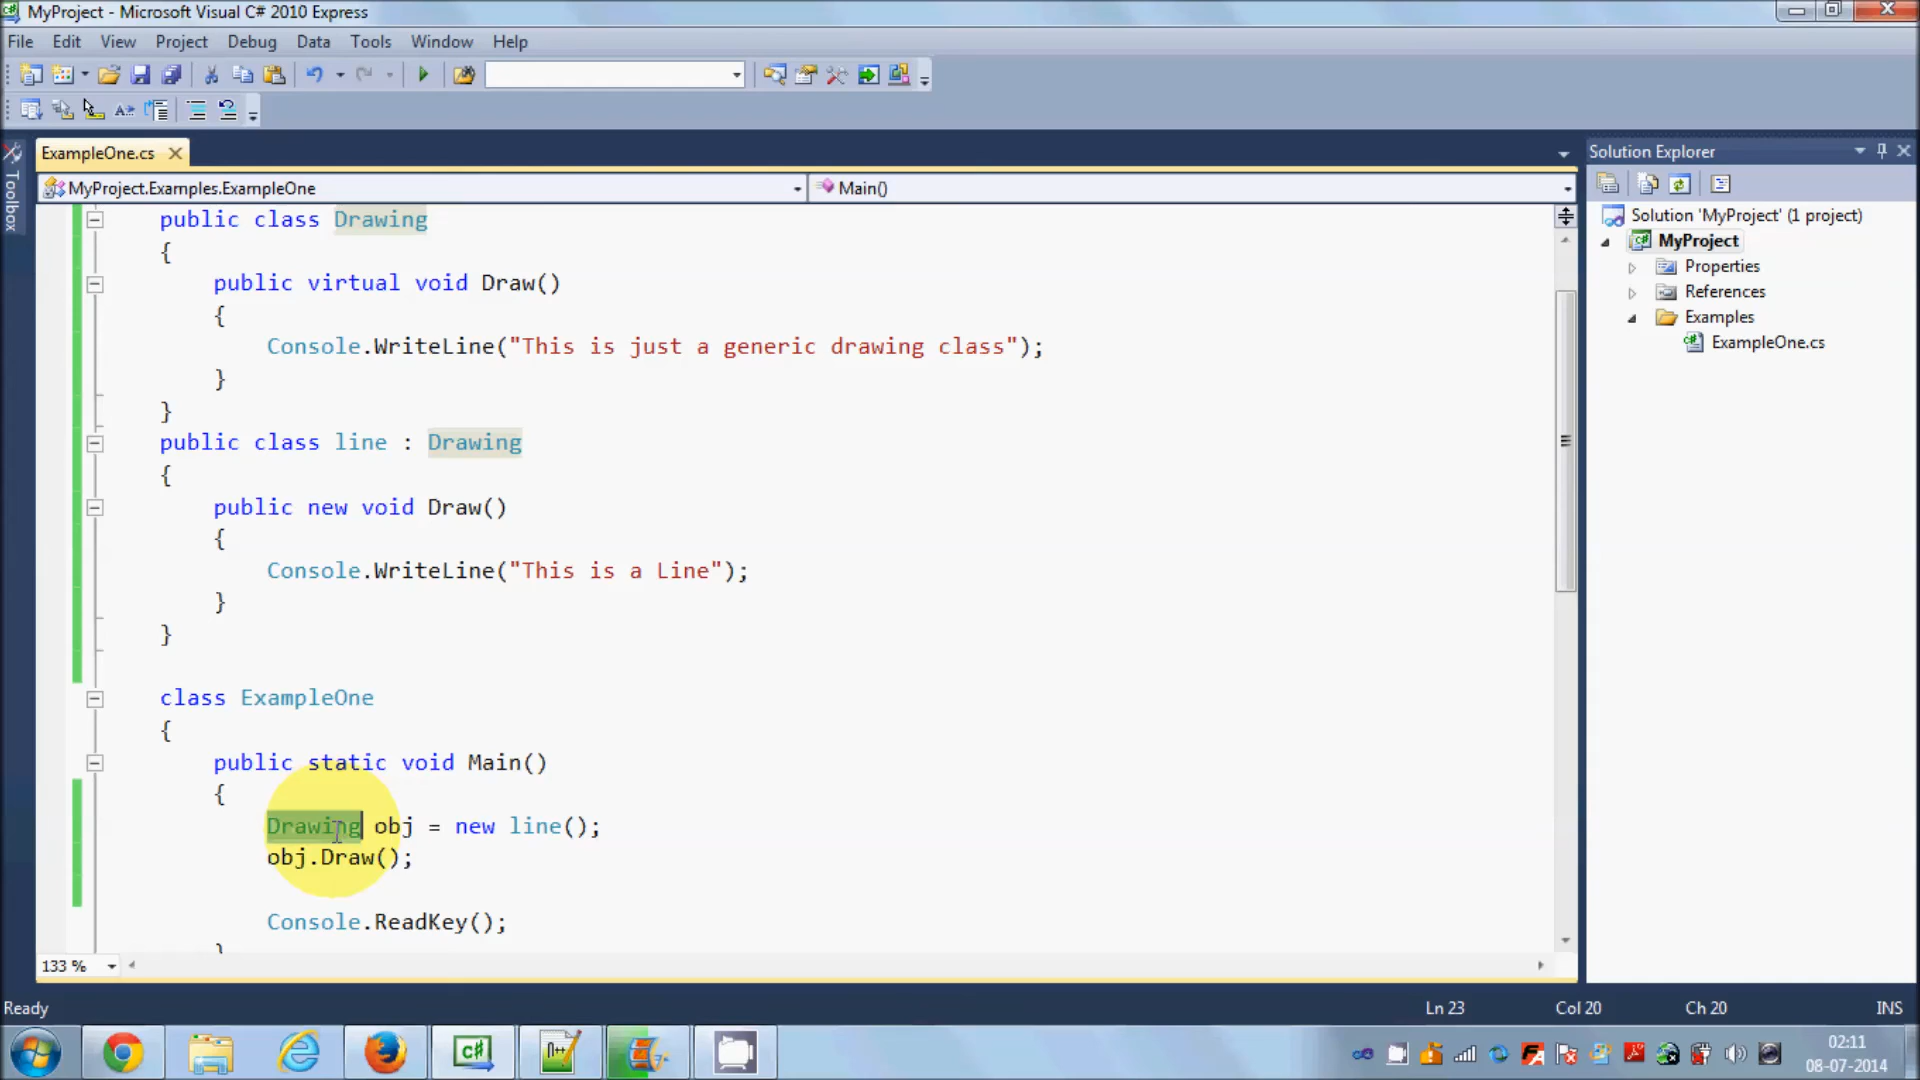 MyProject - Microsoft Visual C# 2010 Express
File Edit View Project Debug Data Tools Window Help
ExampleOne.cs
Solution Explorer
Toolbox
MyProject.Examples.ExampleOne
Main()
public class Drawing
{
public virtual void Draw()
{
Console.WriteLine("This is just a generic drawing class");
}
}
public class line : Drawing
{
public new void Draw()
{
Console.WriteLine("This is a Line");
}
}
class ExampleOne
{
public static void Main()
{
Drawing obj = new line();
obj.Draw();
Console.ReadKey();
}
133 %
Solution 'MyProject' (1 project)
MyProject
Properties
References
Examples
ExampleOne.cs
Ready
Ln 23 Col 20 Ch 20 INS
02:11
08-07-2014